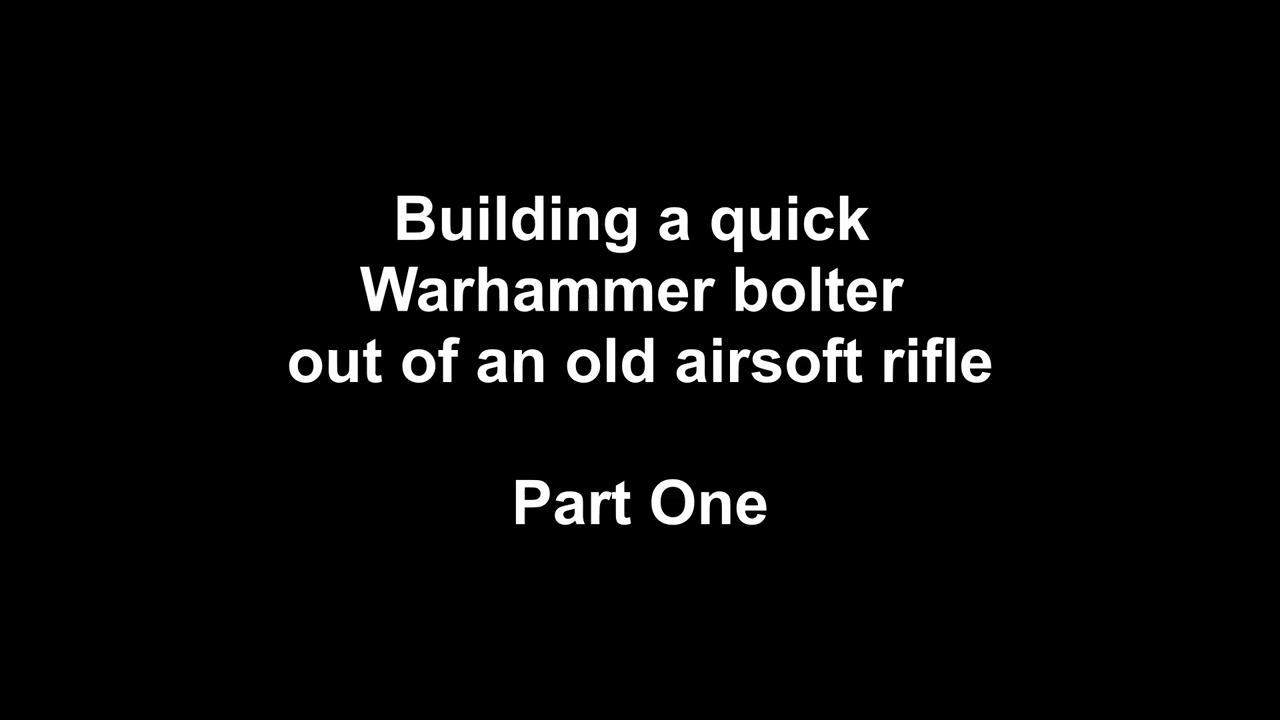 Building a quick
Warhammer bolter
out of an old airsoft rifle
Part One